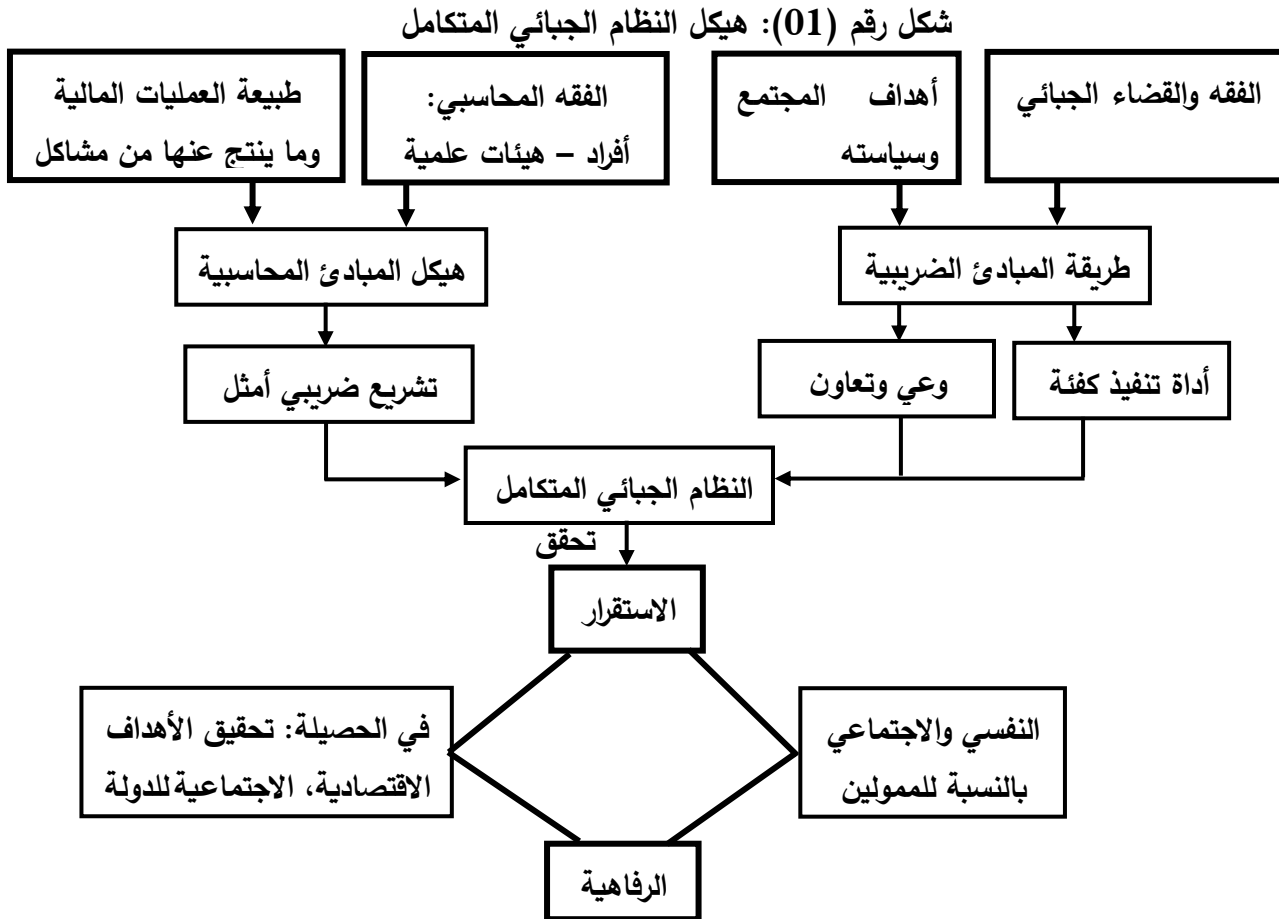 شكل رقم (01): هيكل النظام الجبائي المتكامل
الفقه والقضاء الجبائي
أهداف المجتمع
وسياسته
الفقه المحاسبي:
أفراد – هيئات علمية
طبيعة العمليات المالية
وما ينتج عنها من مشاكل
طريقة المبادئ الضريبية
هيكل المبادئ المحاسبية
أداة تنفيذ كفئة
وعي وتعاون
تشريع ضريبي أمثل
النظام الجبائي المتكامل
تحقق
الاستقرار
النفسي والاجتماعي
بالنسبة للممولين
في الحصيلة: تحقيق الأهداف
الاقتصادية، الاجتماعية للدولة
الرفاهية